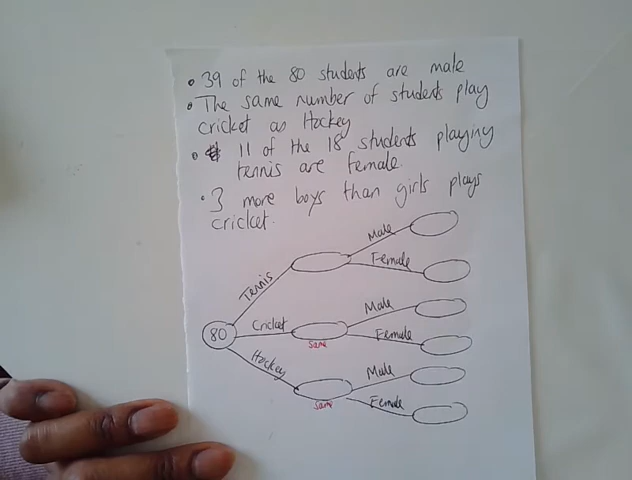 • 39 of the 80 students are male
• The same number of students play
cricket as Hockey
• 11 of the 18 students playing
tennis are female.
• 3 more boys than girls plays
cricket.
Male
Female
Tennis
Male
80
Cricket
same
Female
Hockey
Male
same
Female